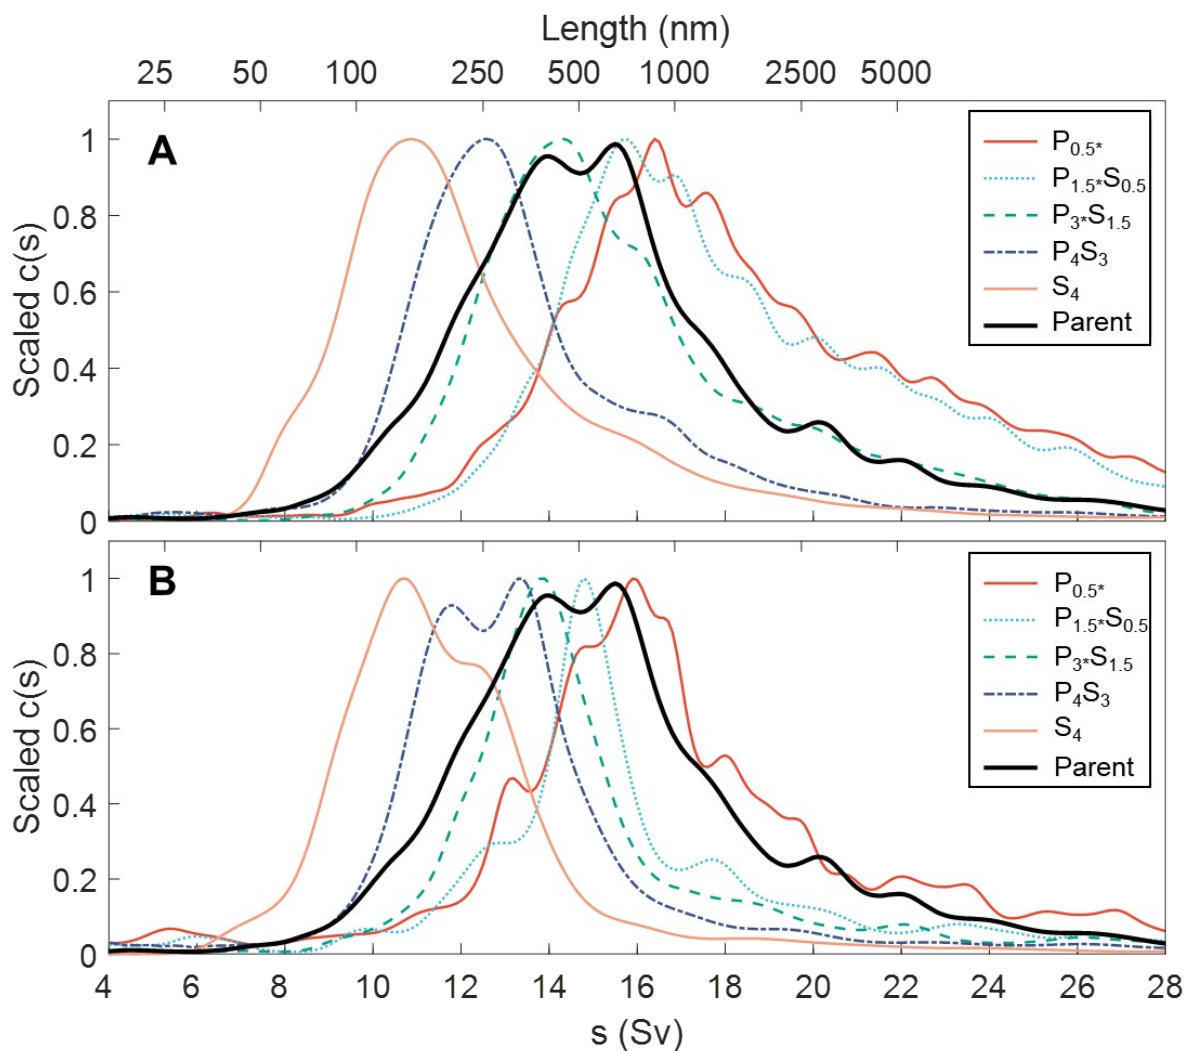 Length (nm)
25 50 100 250 500 1000 2500 5000
A
1
0.8
0.6
0.4
0.2
0
Scaled c(s)
P0.5*
P1.5*S0.5
P3*S1.5
P4S3
S4
Parent
B
1
0.8
0.6
0.4
0.2
0
Scaled c(s)
P0.5*
P1.5*S0.5
P3*S1.5
P4S3
S4
Parent
4 6 8 10 12 14 16 18 20 22 24 26 28
s (Sv)